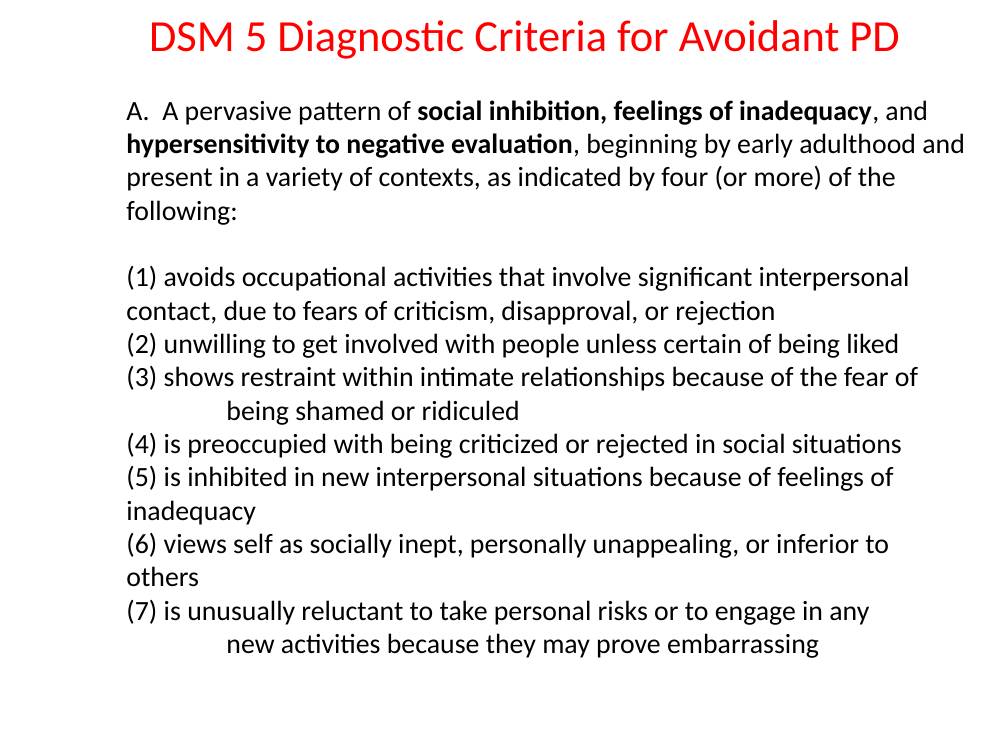 DSM 5 Diagnostic Criteria for Avoidant PD
A.  A pervasive pattern of social inhibition, feelings of inadequacy, and
hypersensitivity to negative evaluation, beginning by early adulthood and
present in a variety of contexts, as indicated by four (or more) of the
following:
(1) avoids occupational activities that involve significant interpersonal
contact, due to fears of criticism, disapproval, or rejection
(2) unwilling to get involved with people unless certain of being liked
(3) shows restraint within intimate relationships because of the fear of
being shamed or ridiculed
(4) is preoccupied with being criticized or rejected in social situations
(5) is inhibited in new interpersonal situations because of feelings of
inadequacy
(6) views self as socially inept, personally unappealing, or inferior to
others
(7) is unusually reluctant to take personal risks or to engage in any
new activities because they may prove embarrassing